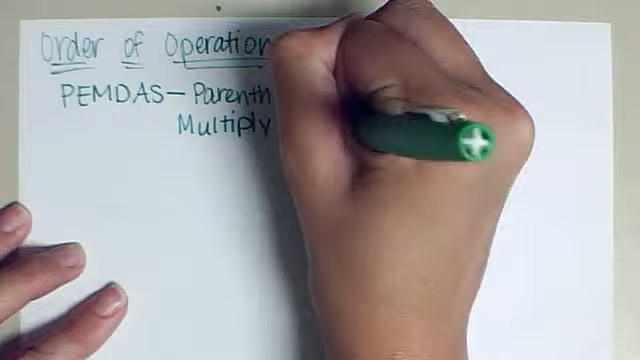 Order of Operation
PEMDAS – Parenth
Multiply